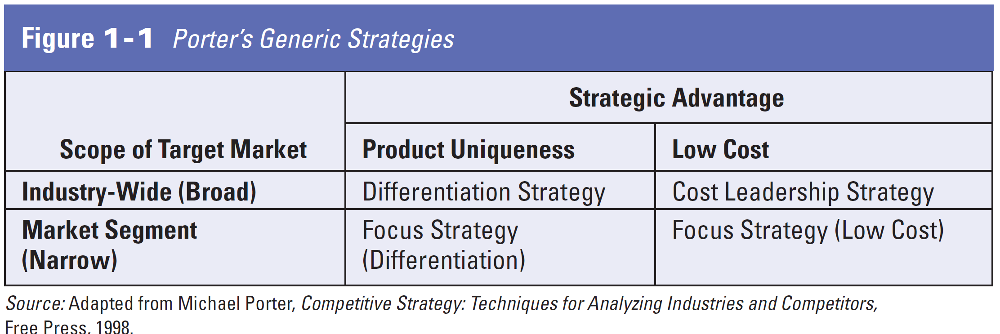 Figure 1-1 Porter's Generic Strategies
Strategic Advantage
Scope of Target Market
Product Uniqueness
Low Cost
Industry-Wide (Broad)
Differentiation Strategy
Cost Leadership Strategy
Market Segment
(Narrow)
Focus Strategy
(Differentiation)
Focus Strategy (Low Cost)
Source: Adapted from Michael Porter, Competitive Strategy: Techniques for Analyzing Industries and Competitors,
Free Press, 1998.